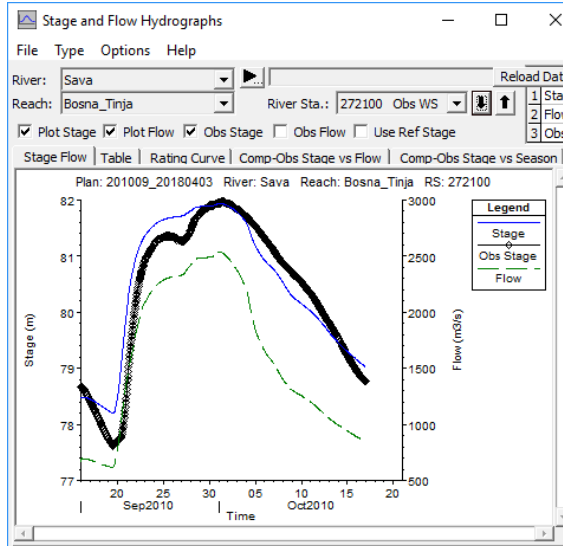 Stage and Flow Hydrographs
File Type Options Help
River: Sava Reload Dat
Reach: Bosna_Tinja River Sta.: 272100 Obs WS
1 Sta
2 Flow
3 Obs
Plot Stage Plot Flow Obs Stage Obs Flow Use Ref Stage
Stage Flow Table Rating Curve Comp-Obs Stage vs Flow Comp-Obs Stage vs Season
Plan: 201009_20180403 River: Sava Reach: Bosna_Tinja RS: 272100
82
81
80
79
78
77
Stage (m)
3000
2500
2000
1500
1000
500
Flow (m3/s)
Legend
Stage
Obs Stage
Flow
20 25 30 05 10 15 20
Sep2010 Oct2010
Time